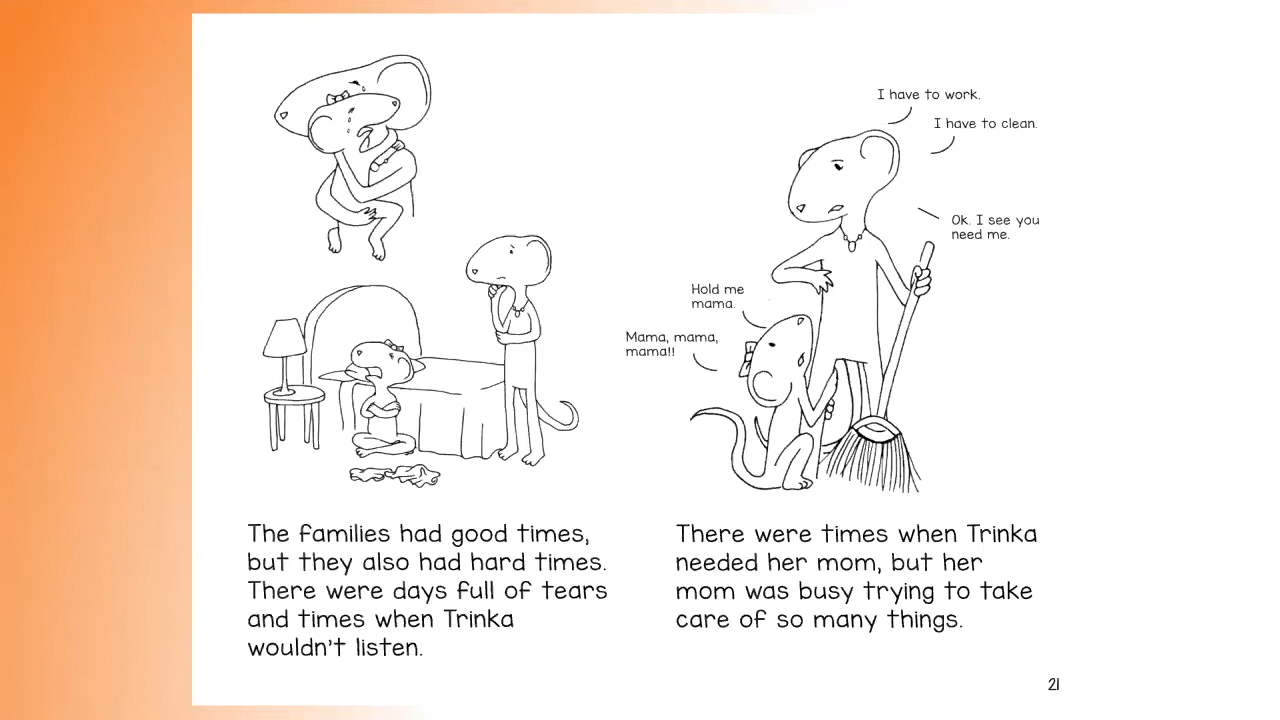 I have to work.
I have to clean.
Ok. I see you
need me.
Hold me
mama.
Mama, mama,
mama!!
The families had good times,
but they also had hard times.
There were days full of tears
and times when Trinka
wouldn't listen.
There were times when Trinka
needed her mom, but her
mom was busy trying to take
care of so many things.
21